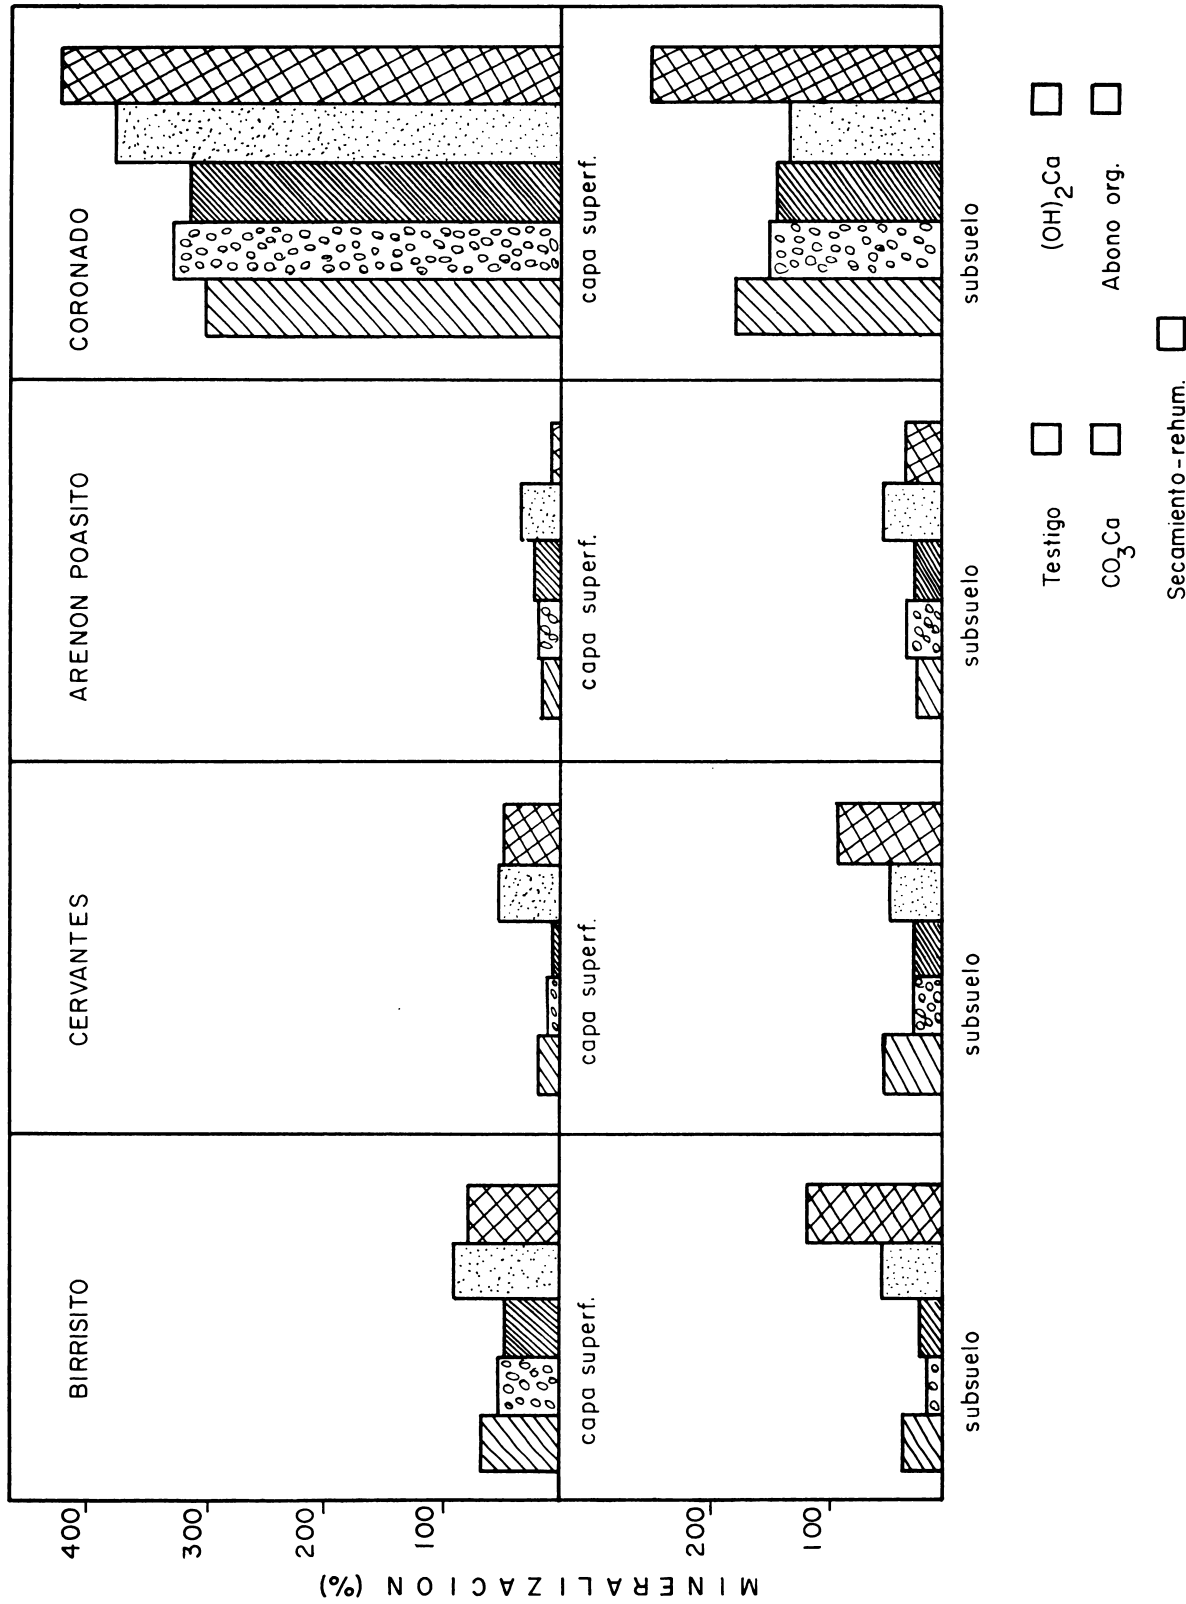 BIRRISITO
CERVANTES
ARENON POASITO
CORONADO
MINERALIZACION (%)
400
300
200
100
capa superf.
capa superf.
capa superf.
capa superf.
200
100
subsuelo
subsuelo
subsuelo
subsuelo
Testigo
(OH)2Ca
CO3Ca
Abono org.
Secamiento-rehum.